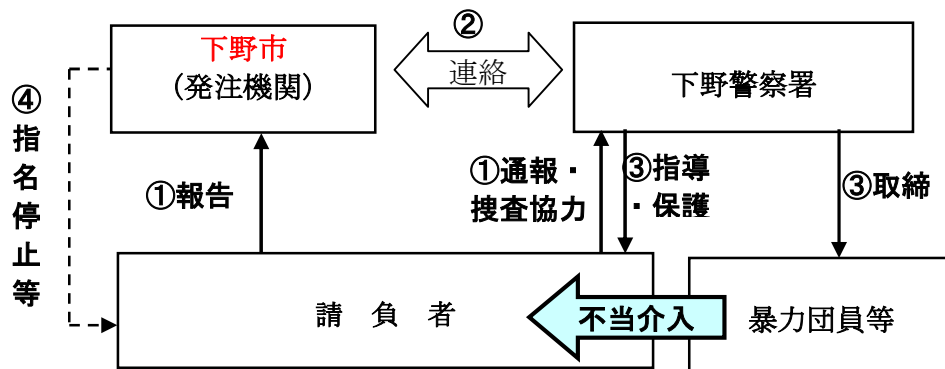 ②
下野市
(発注機関)
連絡
下野警察署
④
指
名
停
止
等
①報告
①通報・
捜査協力
③指導
・保護
③取締
請　負　者
不当介入
暴力団員等